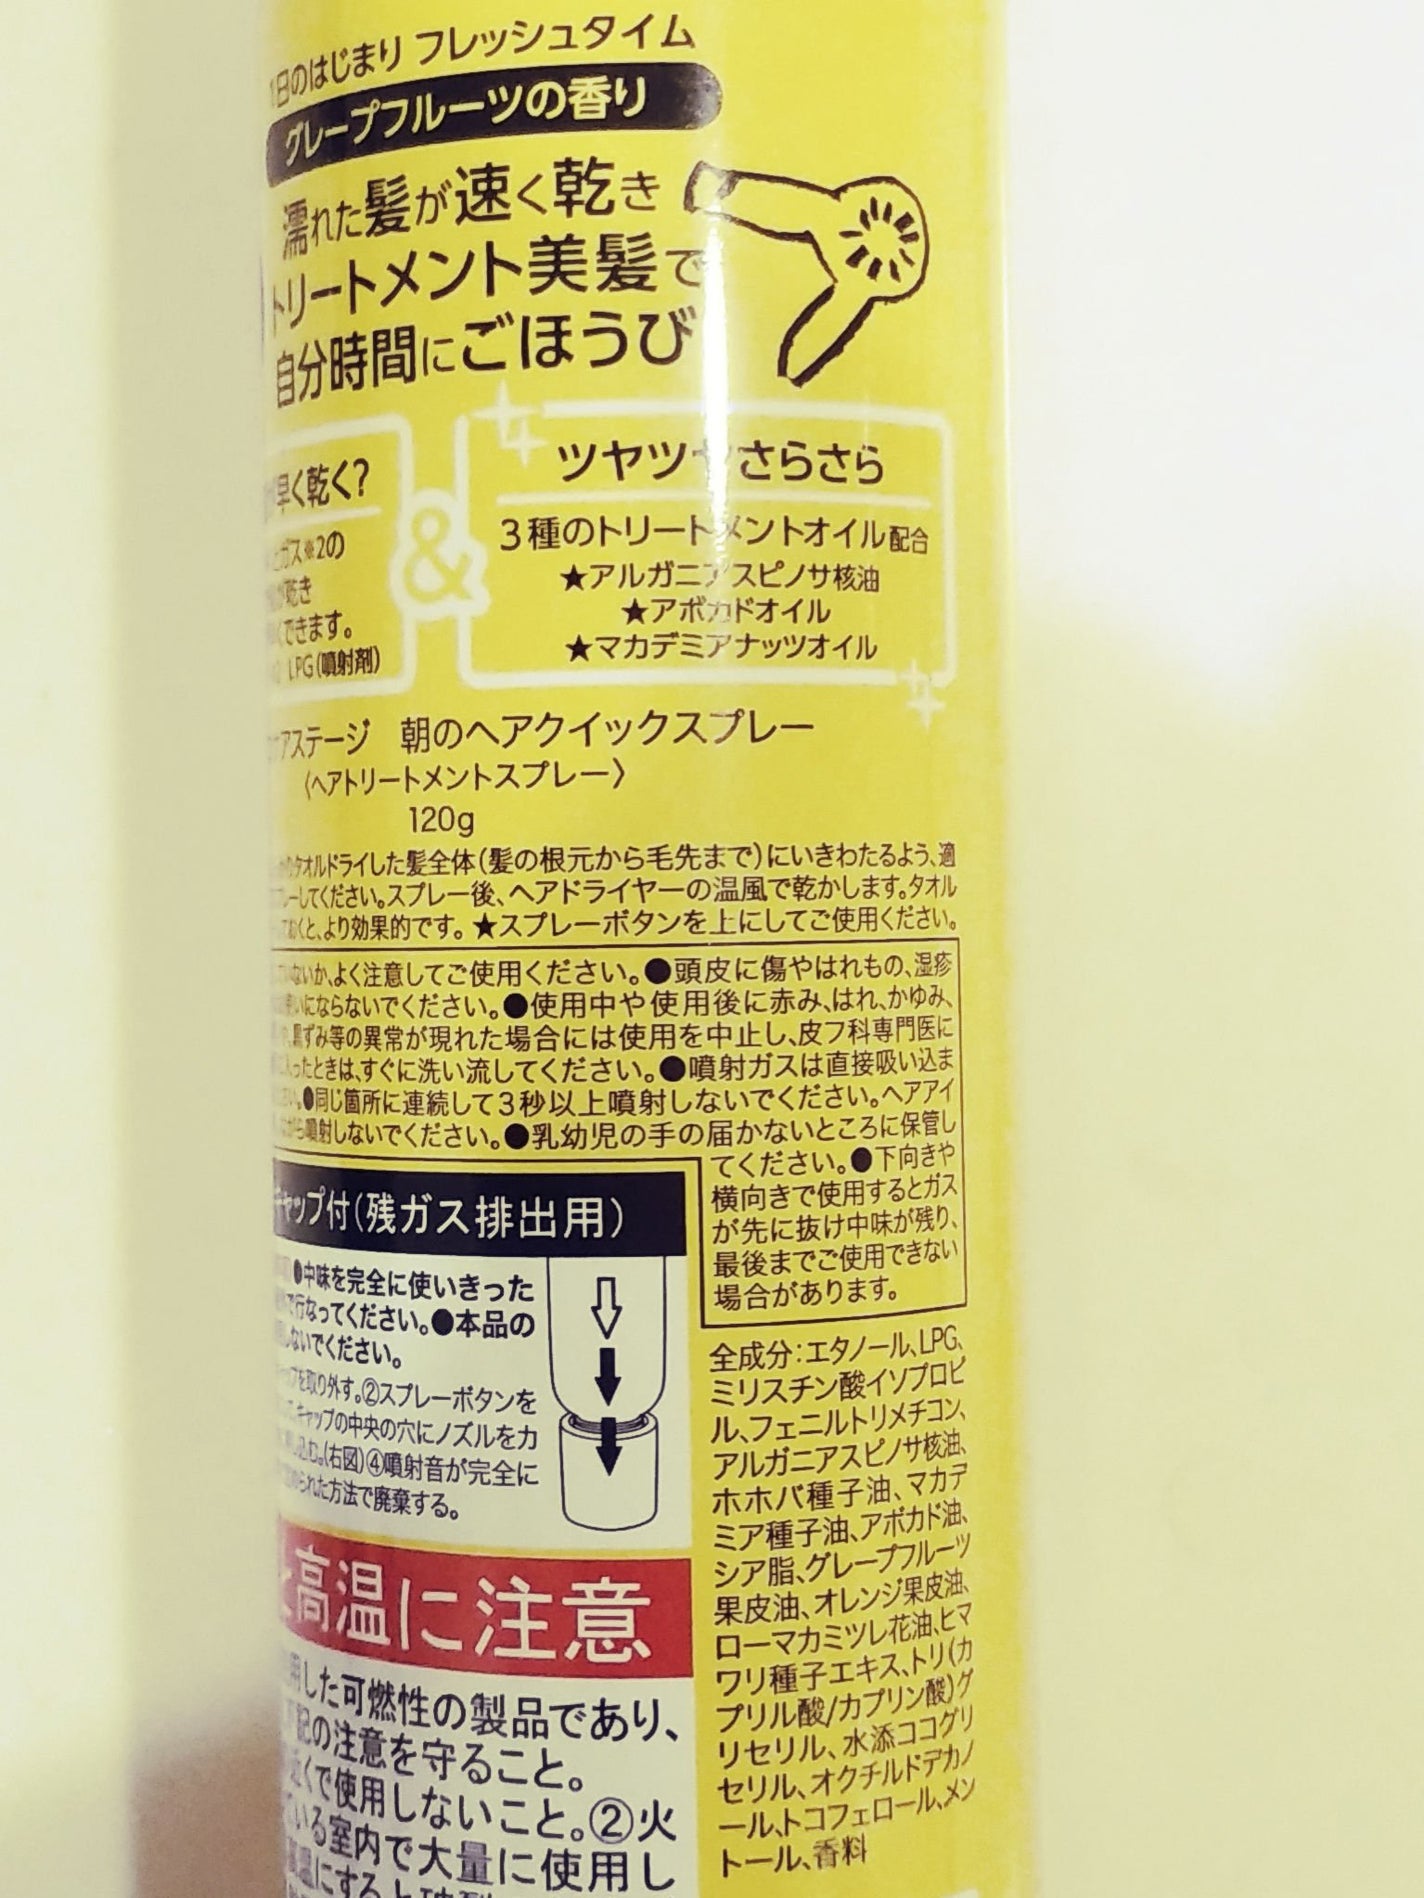 1日のはじまり フレッシュタイム
グレープフルーツの香り
濡れた髪が速く乾き
トリートメント美髪で
自分時間にごほうび
早く乾く?
ガス※2の
乾き
できます。
LPG(噴射剤)
&
ツヤツヤさらさら
3種のトリートメントオイル配合
★アルガニアスピノサ核油
★アボカドオイル
★マカデミアナッツオイル
アステージ 朝のヘアクイックスプレー
〈ヘアトリートメントスプレー〉
120g
タオルドライした髪全体(髪の根元から毛先まで)にいきわたるよう、適
ーしてください。スプレー後、ヘアドライヤーの温風で乾かします。タオル
おくと、より効果的です。★スプレーボタンを上にしてご使用ください。
ないか、よく注意してご使用ください。●頭皮に傷やはれもの、湿疹
にならないでください。●使用中や使用後に赤み、はれ、かゆみ、
黒ずみ等の異常が現れた場合には使用を中止し、皮フ科専門医に
入ったときは、すぐに洗い流してください。●噴射ガスは直接吸い込ま
い。●同じ箇所に連続して3秒以上噴射しないでください。ヘアアイ
がら噴射しないでください。●乳幼児の手の届かないところに保管し
てください。●下向きや
横向きで使用するとガス
が先に抜け中味が残り、
最後までご使用できない
場合があります。
キャップ付(残ガス排出用)
●中味を完全に使いきった
で行なってください。●本品の
しないでください。
プを取り外す。②スプレーボタンを
キャップの中央の穴にノズルを力
し込む。(右図)④噴射音が完全に
られた方法で廃棄する。
と高温に注意
用した可燃性の製品であり、
下記の注意を守ること。
近くで使用しないこと。②火
いる室内で大量に使用し
高温にすると破裂
全成分:エタノール、LPG、
ミリスチン酸イソプロピ
ル、フェニルトリメチコン、
アルガニアスピノサ核油、
ホホバ種子油、マカデ
ミア種子油、アボカド油、
シア脂、グレープフルーツ
果皮油、オレンジ果皮油、
ローマカミツレ花油、ヒマ
ワリ種子エキス、トリ(カ
プリル酸/カプリン酸)グ
リセリル、水添ココグリ
セリル、オクチルドデカノ
ール、トコフェロール、メン
トール、香料